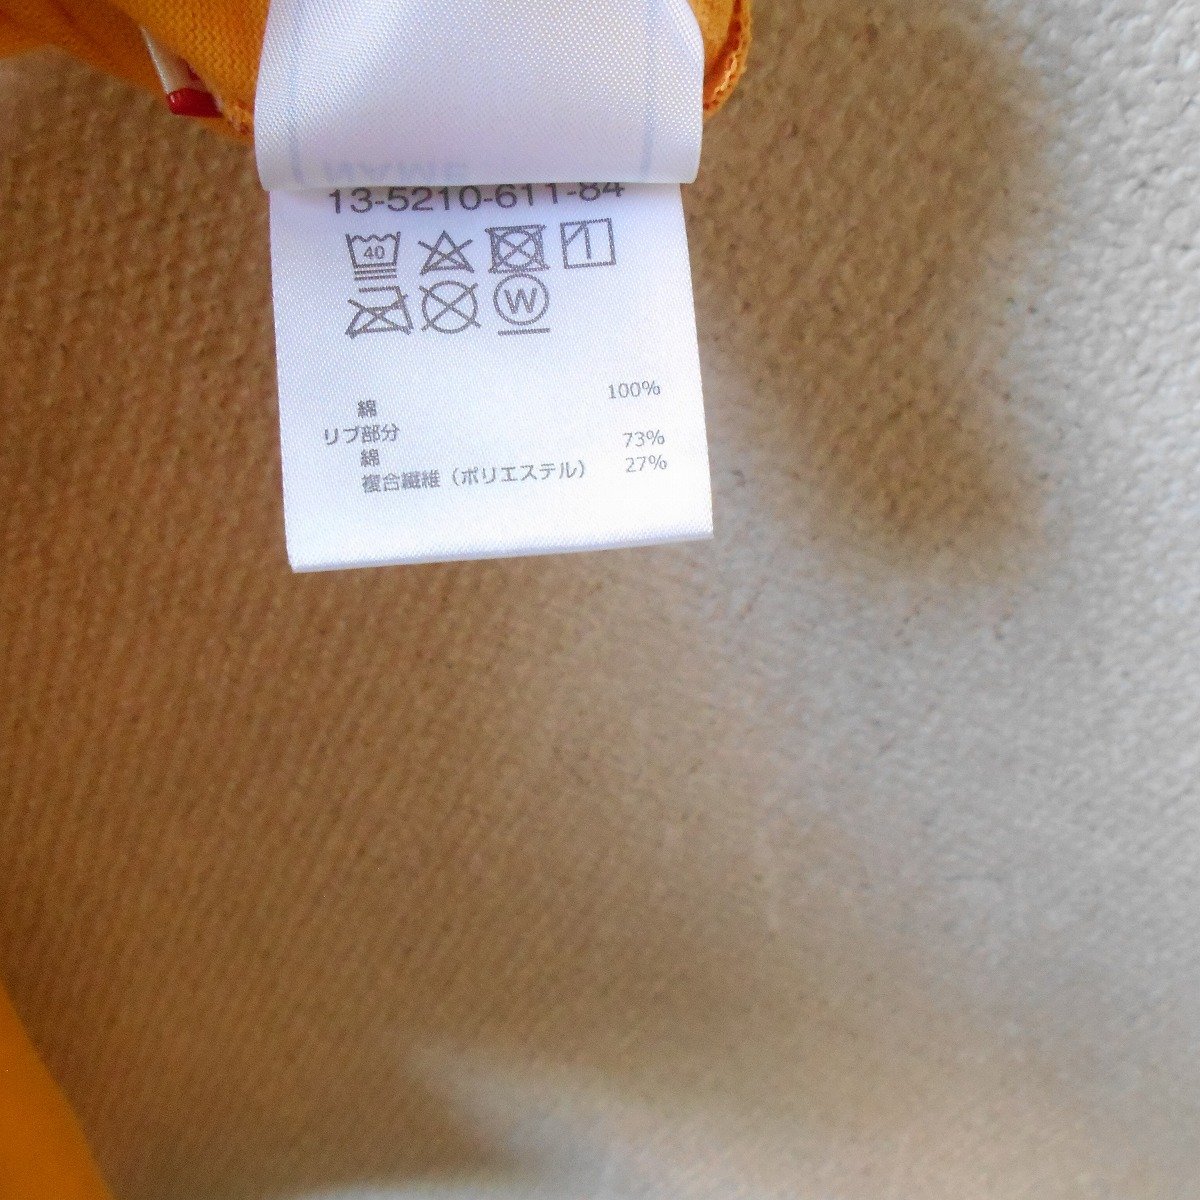 13-5210-611-84
40
W
綿 100%
リブ部分
綿 73%
複合繊維（ポリエステル） 27%